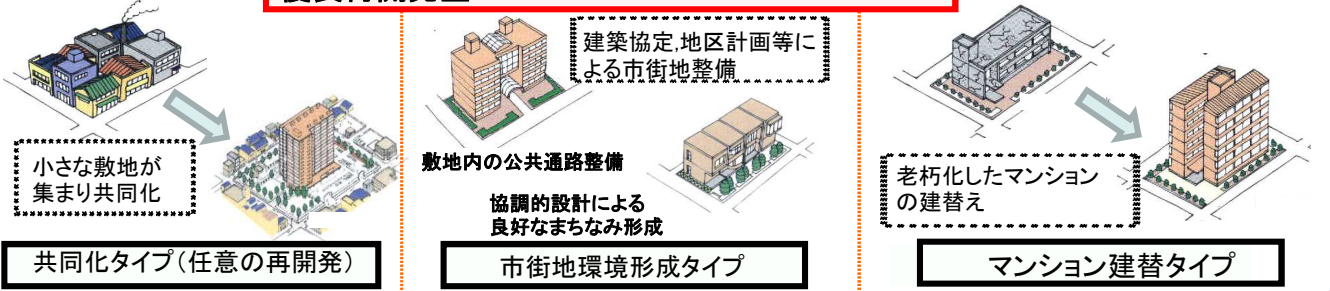 小さな敷地が
集まり共同化
共同化タイプ(任意の再開発)
建築協定,地区計画等に
よる市街地整備
敷地内の公共通路整備
協調的設計による
良好なまちなみ形成
市街地環境形成タイプ
老朽化したマンション
の建替え
マンション建替タイプ